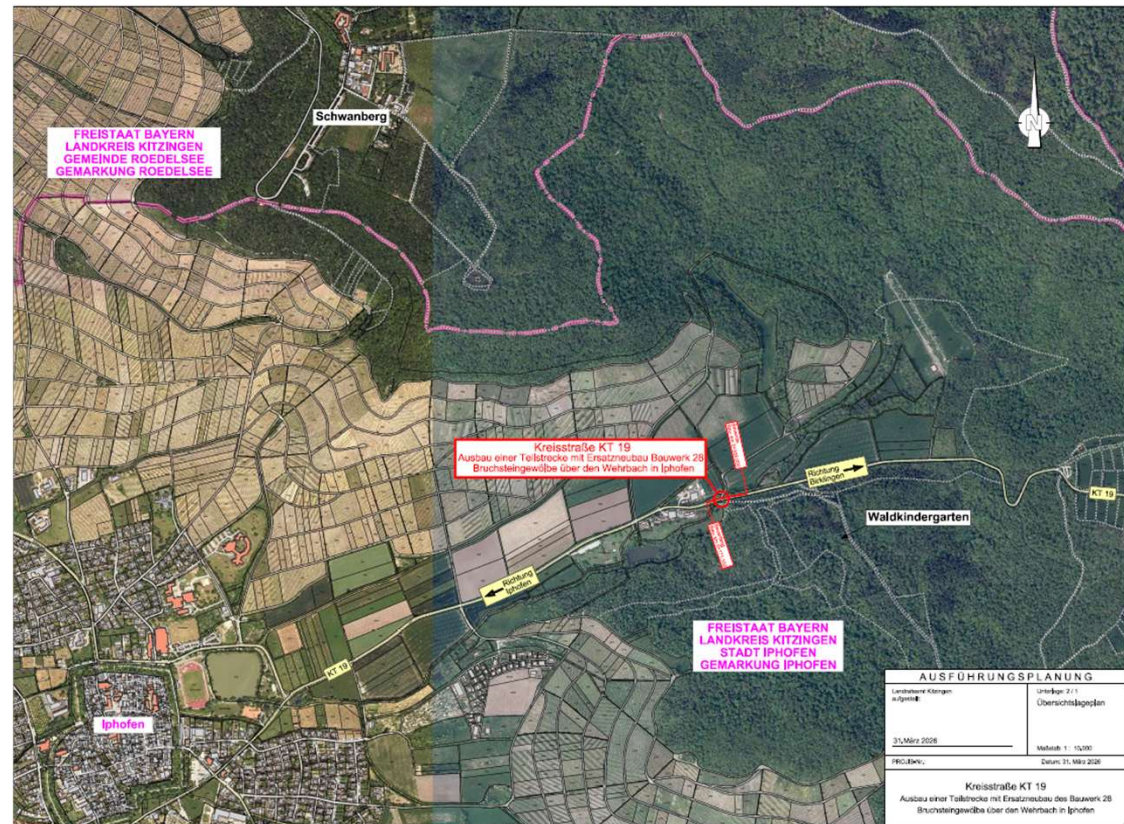 Schwanberg
FREISTAAT BAYERN
LANDKREIS KITZINGEN
GEMEINDE ROEDELSEE
GEMARKUNG ROEDELSEE
N
Kreisstraße KT 19
Ausbau einer Teilstrecke mit Ersatzneubau Bauwerk 28
Bruchsteingewölbe über den Wehrbach in Iphofen
Richtung
Birklingen
KT 19
Waldkindergarten
Richtung
Iphofen
KT 19
FREISTAAT BAYERN
LANDKREIS KITZINGEN
STADT IPHOFEN
GEMARKUNG IPHOFEN
Iphofen
AUSFÜHRUNGSPLANUNG
Landratsamt Kitzingen
aufgestellt:
31.März 2026
Unterlage: 2 / 1
Übersichtslageplan
Maßstab: 1 : 10.000
PROJIS-Nr.:
Datum: 31. März 2026
Kreisstraße KT 19
Ausbau einer Teilstrecke mit Ersatzneubau des Bauwerk 28
Bruchsteingewölbe über den Wehrbach in Iphofen